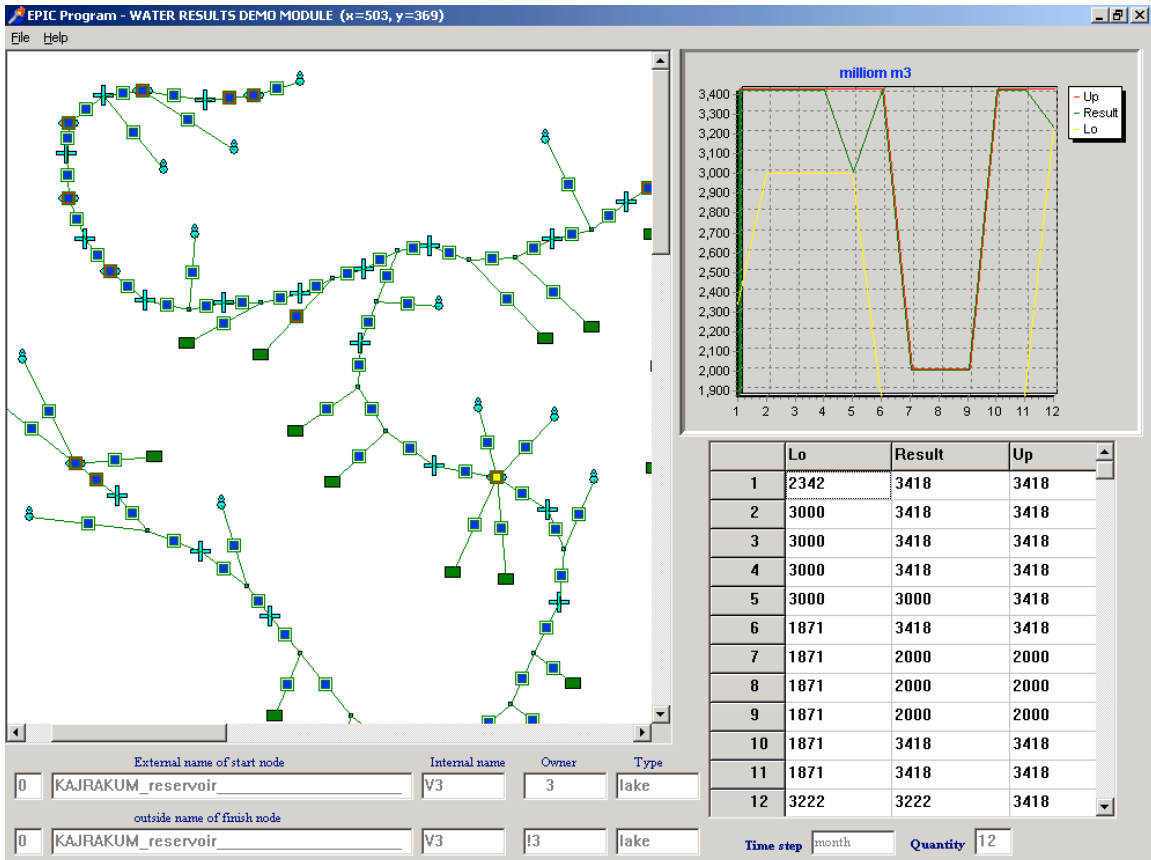 EPIC Program - WATER RESULTS DEMO MODULE (x=503, y=369)
File Help
milliom m3
3,400
3,300
3,200
3,100
3,000
2,900
2,800
2,700
2,600
2,500
2,400
2,300
2,200
2,100
2,000
1,900
1 2 3 4 5 6 7 8 9 10 11 12
Up
Result
Lo
Lo Result Up
1 2342 3418 3418
2 3000 3418 3418
3 3000 3418 3418
4 3000 3418 3418
5 3000 3000 3418
6 1871 3418 3418
7 1871 2000 2000
8 1871 2000 2000
9 1871 2000 2000
10 1871 3418 3418
11 1871 3418 3418
12 3222 3222 3418
External name of start node Internal name Owner Type
0 KAJRAKUM_reservoir____________________ V3 3 lake
outside name of finish node
0 KAJRAKUM_reservoir____________________ V3 !3 lake
Time step month Quantity 12